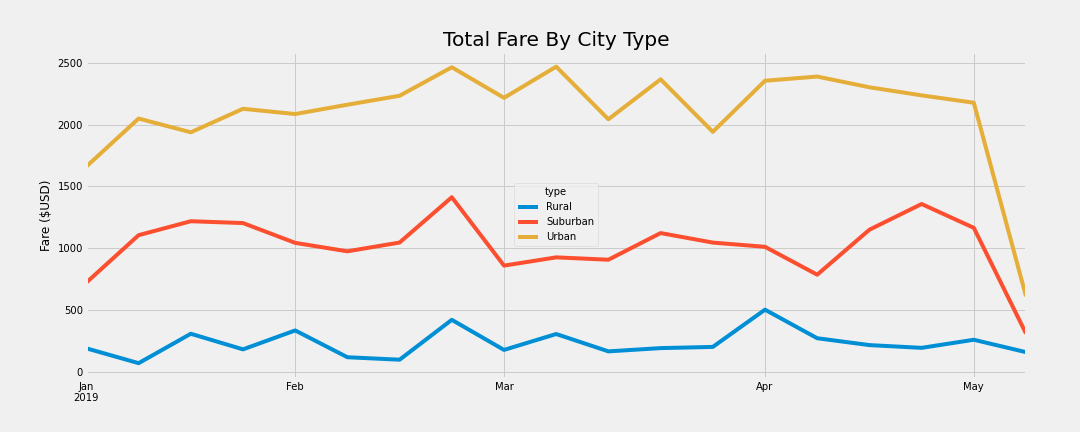 Total Fare By City Type
Fare ($USD)
2500
2000
1500
1000
500
0
type
Rural
Suburban
Urban
Jan
2019
Feb
Mar
Apr
May